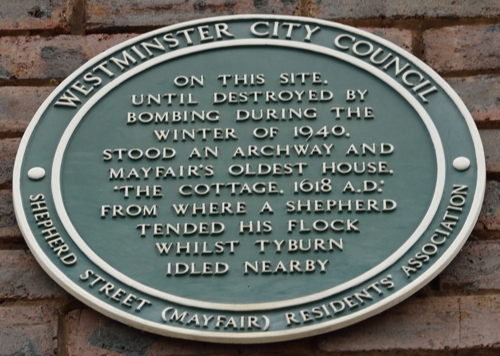 WESTMINSTER CITY COUNCIL
ON THIS SITE.
UNTIL DESTROYED BY
BOMBING DURING THE
WINTER OF 1940.
STOOD AN ARCHWAY AND
MAYFAIR'S OLDEST HOUSE.
'THE COTTAGE. 1618 A.D.'
FROM WHERE A SHEPHERD
TENDED HIS FLOCK
WHILST TYBURN
IDLED NEARBY
SHEPHERD STREET (MAYFAIR) RESIDENTS' ASSOCIATION